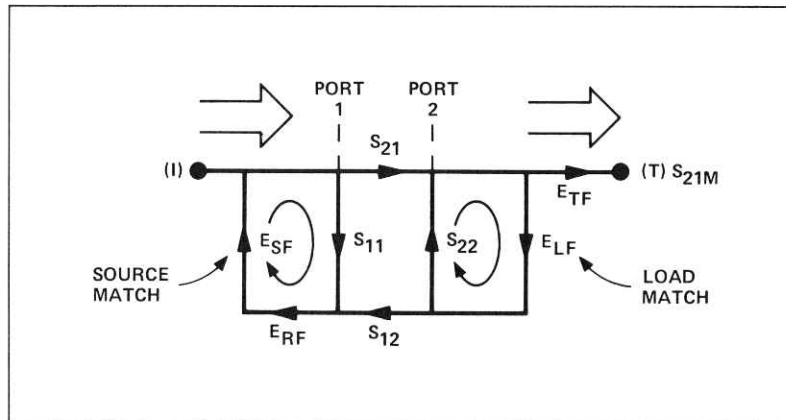 PORT
1
PORT
2
(I)
S21
ETF
(T) S21M
ESF
S11
S22
ELF
SOURCE
MATCH
LOAD
MATCH
ERF
S12